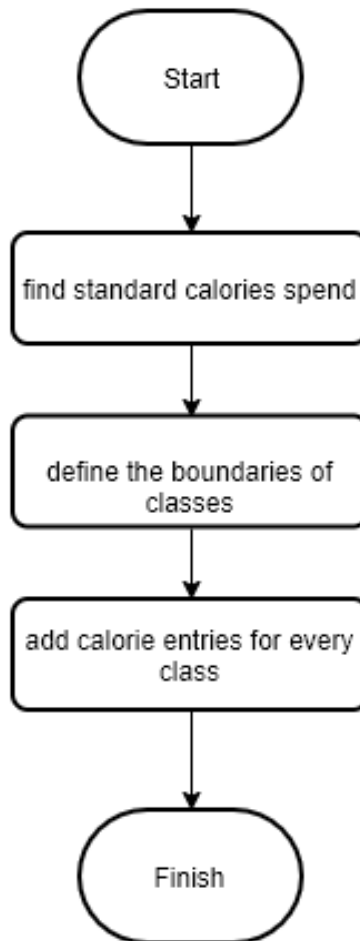 Start
find standard calories spend
define the boundaries of
classes
add calorie entries for every
class
Finish